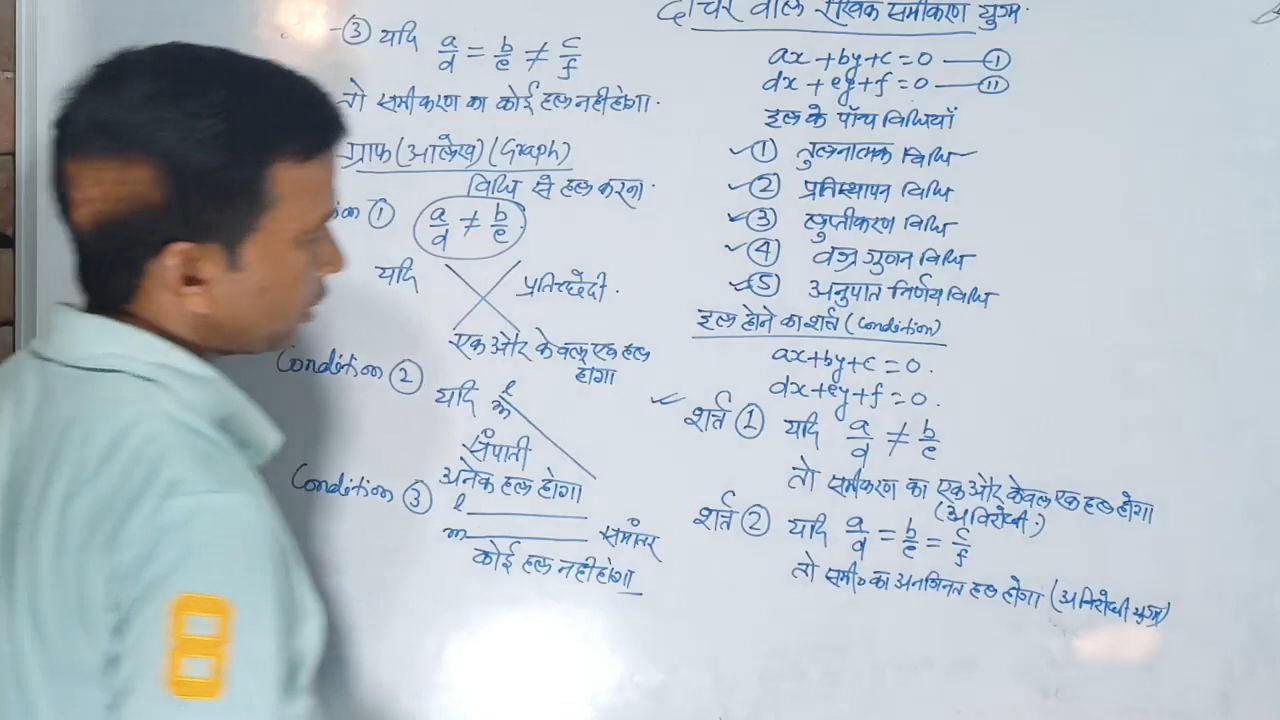 दो चर वाले रैखिक समीकरण युग्म.
ax + by + c = 0 — ①
dx + ey + f = 0 — ⑪
हल के पाँच विधियाँ
① तुलनात्मक विधि
② प्रतिस्थापन विधि
③ लुप्तीकरण विधि
④ वज्र गुणन विधि
⑤ अनुपात निर्णय विधि
हल होने का शर्त्त (Condition)
ax+by+c = 0.
dx+ey+f = 0.
शर्त्त ① यदि a/d ≠ b/e
तो समीकरण का एक और केवल एक हल होगा
(अविरोधी)
शर्त्त ② यदि a/d = b/e = c/f
तो समी० का अनगिनत हल होगा (अविरोधी युग्म)
③ यदि a/d = b/e ≠ c/f
तो समीकरण का कोई हल नहीं होगा.
ग्राफ (आलेख) (Graph)
विधि से हल करना.
① a/d ≠ b/e
यदि प्रतिच्छेदी.
एक और केवल एक हल
होगा
Condition ② यदि l
m
संपाती
अनेक हल होगा
Condition ③ l
m समांतर
कोई हल नहीं होगा
8